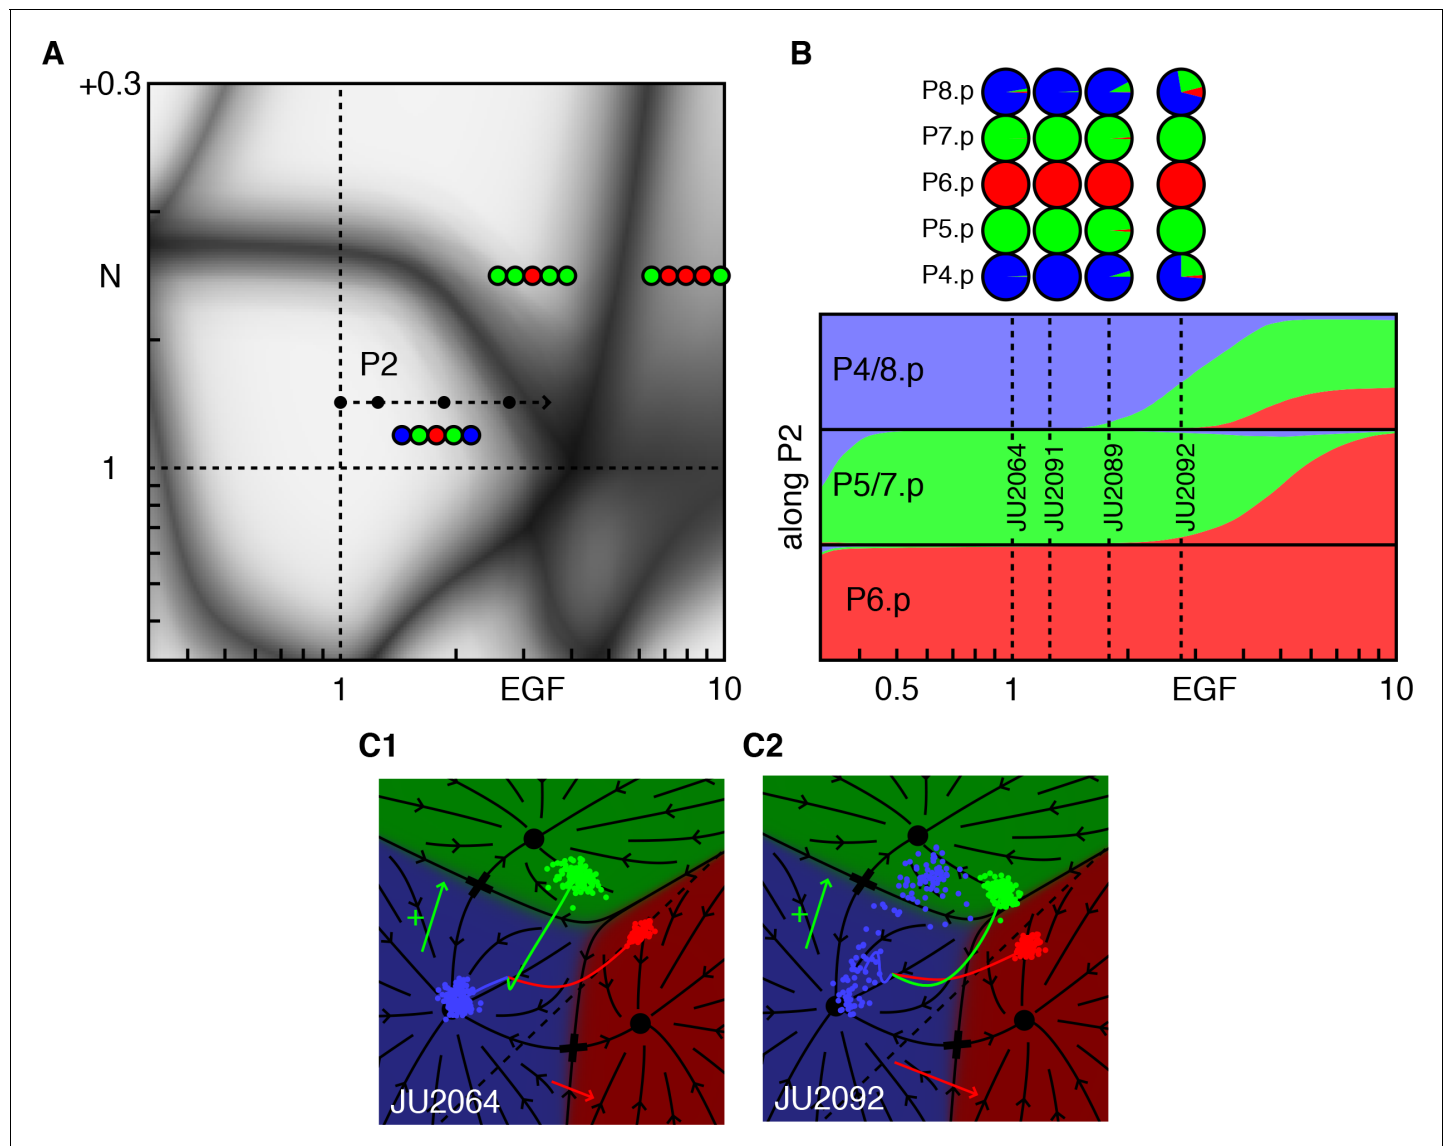 A
+0.3
N
1
P2
1
EGF
10
B
P8.p
P7.p
P6.p
P5.p
P4.p
along P2
P4/8.p
P5/7.p
P6.p
JU2064
JU2091
JU2089
JU2092
0.5
1
EGF
10
C1
+
JU2064
C2
+
JU2092